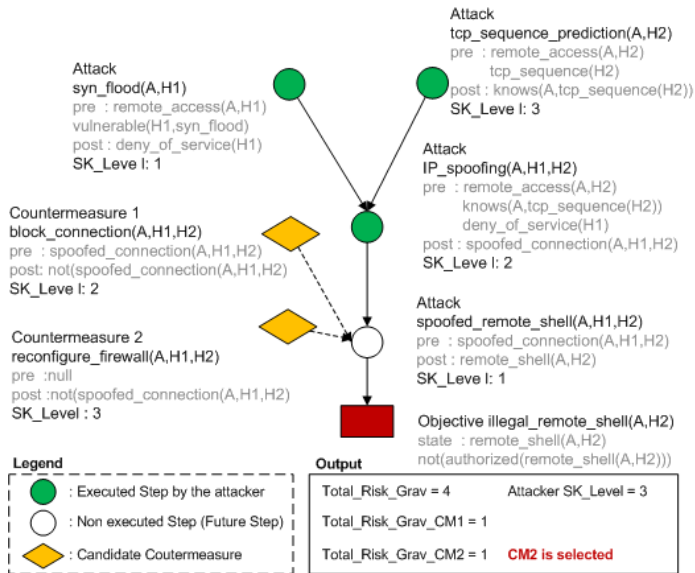 Attack
tcp_sequence_prediction(A,H2)
pre : remote_access(A,H2)
tcp_sequence(H2)
post : knows(A,tcp_sequence(H2))
SK_Leve l: 3
Attack
syn_flood(A,H1)
pre : remote_access(A,H1)
vulnerable(H1,syn_flood)
post : deny_of_service(H1)
SK_Leve l: 1
Attack
IP_spoofing(A,H1,H2)
pre : remote_access(A,H2)
knows(A,tcp_sequence(H2))
deny_of_service(H1)
post : spoofed_connection(A,H1,H2)
SK_Leve l: 2
Countermeasure 1
block_connection(A,H1,H2)
pre : spoofed_connection(A,H1,H2)
post: not(spoofed_connection(A,H1,H2)
SK_Leve l: 2
Attack
spoofed_remote_shell(A,H1,H2)
pre : spoofed_connection(A,H1,H2)
post : remote_shell(A,H2)
SK_Leve l: 1
Countermeasure 2
reconfigure_firewall(A,H1,H2)
pre :null
post :not(spoofed_connection(A,H1,H2)
SK_Level : 3
Objective illegal_remote_shell(A,H2)
state : remote_shell(A,H2)
not(authorized(remote_shell(A,H2)))
Legend
: Executed Step by the attacker
: Non executed Step (Future Step)
: Candidate Coutermeasure
Output
Total_Risk_Grav = 4 Attacker SK_Level = 3
Total_Risk_Grav_CM1 = 1
Total_Risk_Grav_CM2 = 1 CM2 is selected